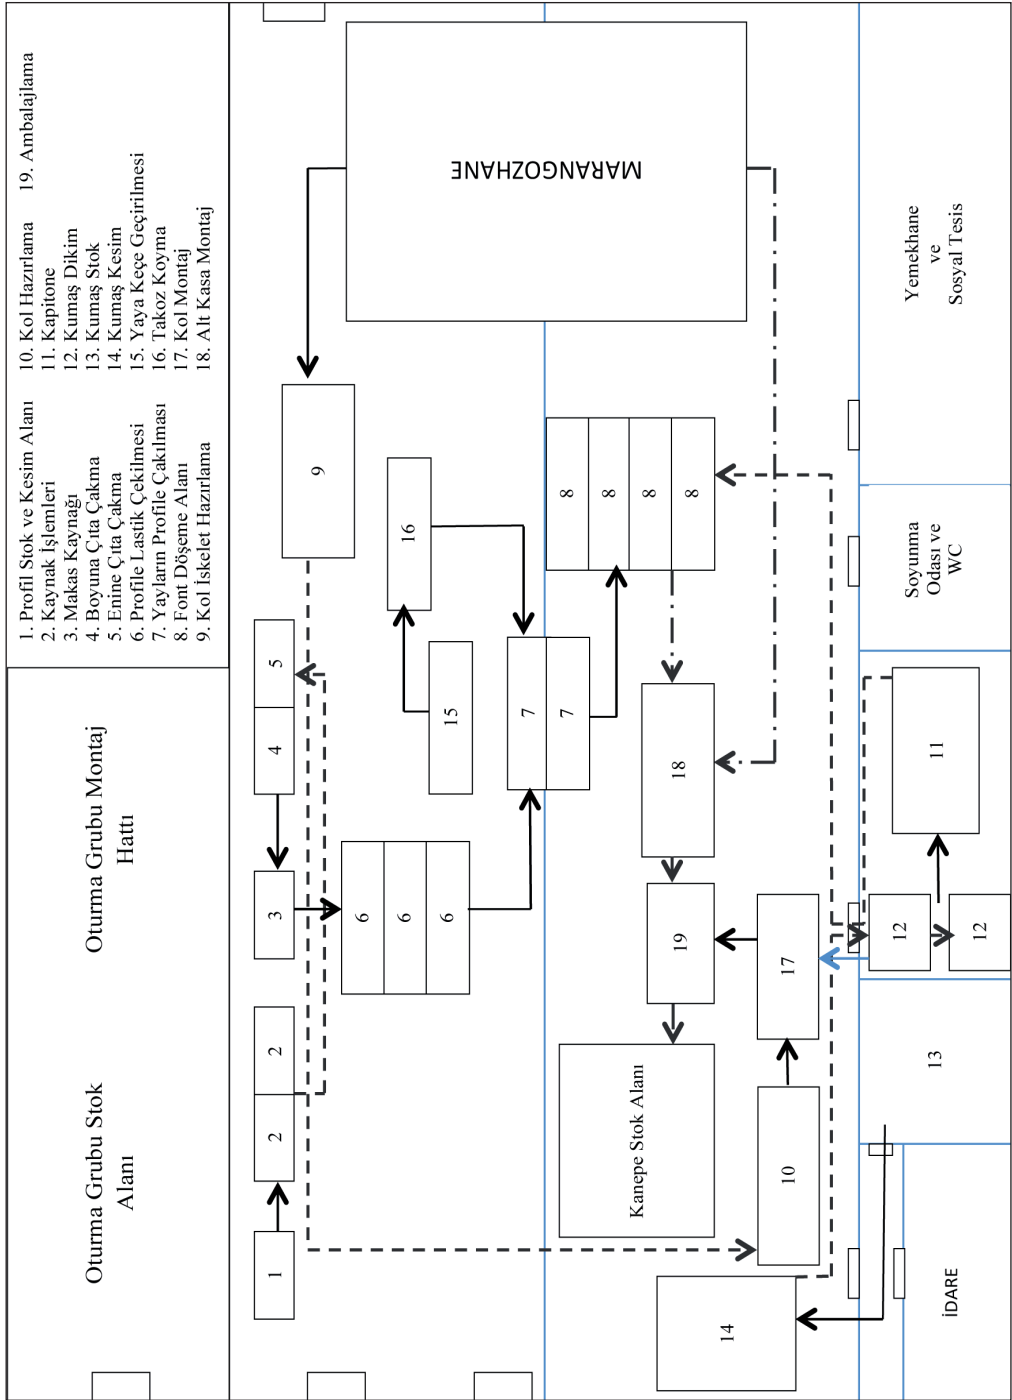 Oturma Grubu Stok
Alanı
Oturma Grubu Montaj
Hattı
1. Profil Stok ve Kesim Alanı
2. Kaynak İşlemleri
3. Makas Kaynağı
4. Boyuna Çıta Çakma
5. Enine Çıta Çakma
6. Profile Lastik Çekilmesi
7. Yayların Profile Çakılması
8. Font Döşeme Alanı
9. Kol İskelet Hazırlama
10. Kol Hazırlama
11. Kapitone
12. Kumaş Dikim
13. Kumaş Stok
14. Kumaş Kesim
15. Yaya Keçe Geçirilmesi
16. Takoz Koyma
17. Kol Montaj
18. Alt Kasa Montaj
19. Ambalajlama
1
2
2
3
4
5
9
6
6
6
15
16
7
7
8
8
8
8
MARANGOZHANE
Kanepe Stok Alanı
19
18
14
10
17
İDARE
13
12
12
11
Soyunma
Odası ve
WC
Yemekhane
ve
Sosyal Tesis